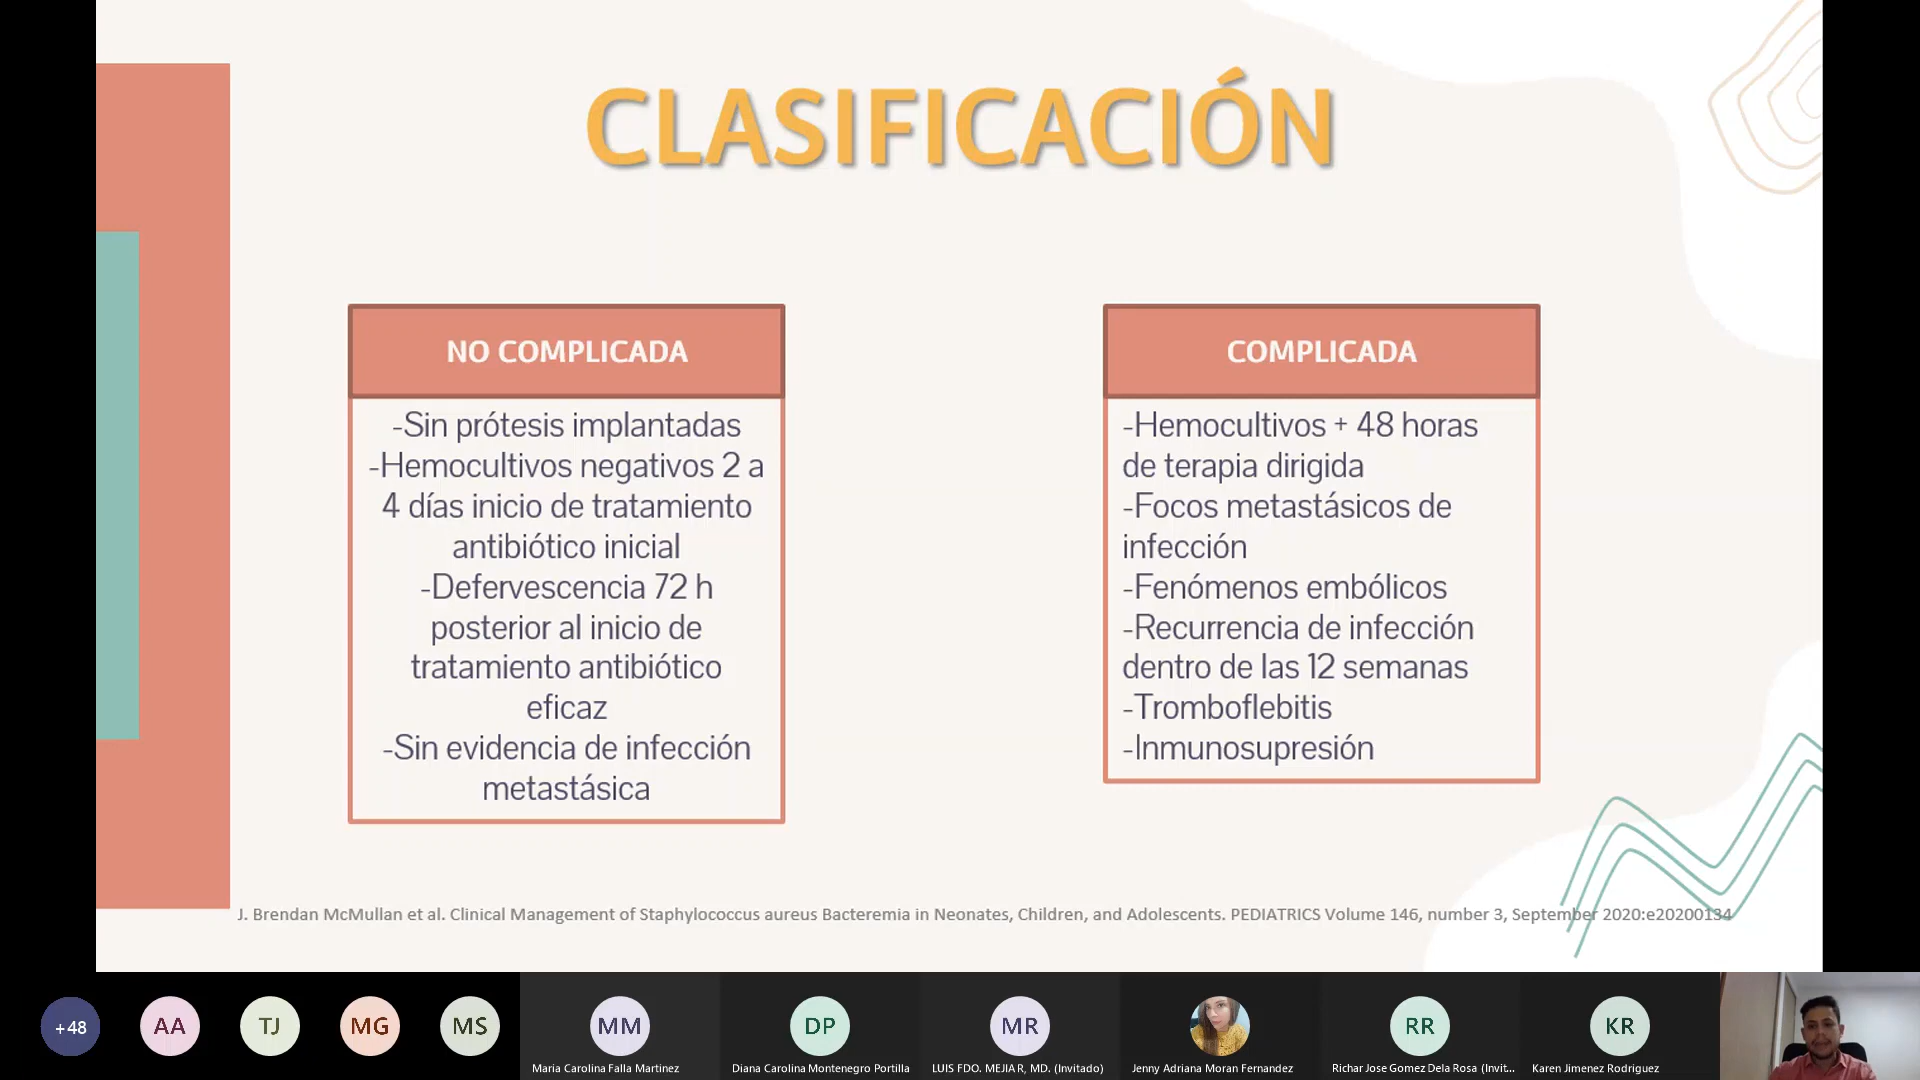 CLASIFICACIÓN
NO COMPLICADA
-Sin prótesis implantadas
-Hemocultivos negativos 2 a
4 días inicio de tratamiento
antibiótico inicial
-Defervescencia 72 h
posterior al inicio de
tratamiento antibiótico
eficaz
-Sin evidencia de infección
metastásica
COMPLICADA
-Hemocultivos + 48 horas
de terapia dirigida
-Focos metastásicos de
infección
-Fenómenos embólicos
-Recurrencia de infección
dentro de las 12 semanas
-Tromboflebitis
-Inmunosupresión
J. Brendan McMullan et al. Clinical Management of Staphylococcus aureus Bacteremia in Neonates, Children, and Adolescents. PEDIATRICS Volume 146, number 3, September 2020:e20200134
+48
AA
TJ
MG
MS
MM
DP
MR
RR
KR
Maria Carolina Falla Martinez
Diana Carolina Montenegro Portilla
LUIS FDO. MEJIA R, MD. (Invitado)
Jenny Adriana Moran Fernandez
Richar Jose Gomez Dela Rosa (Invit...
Karen Jimenez Rodriguez